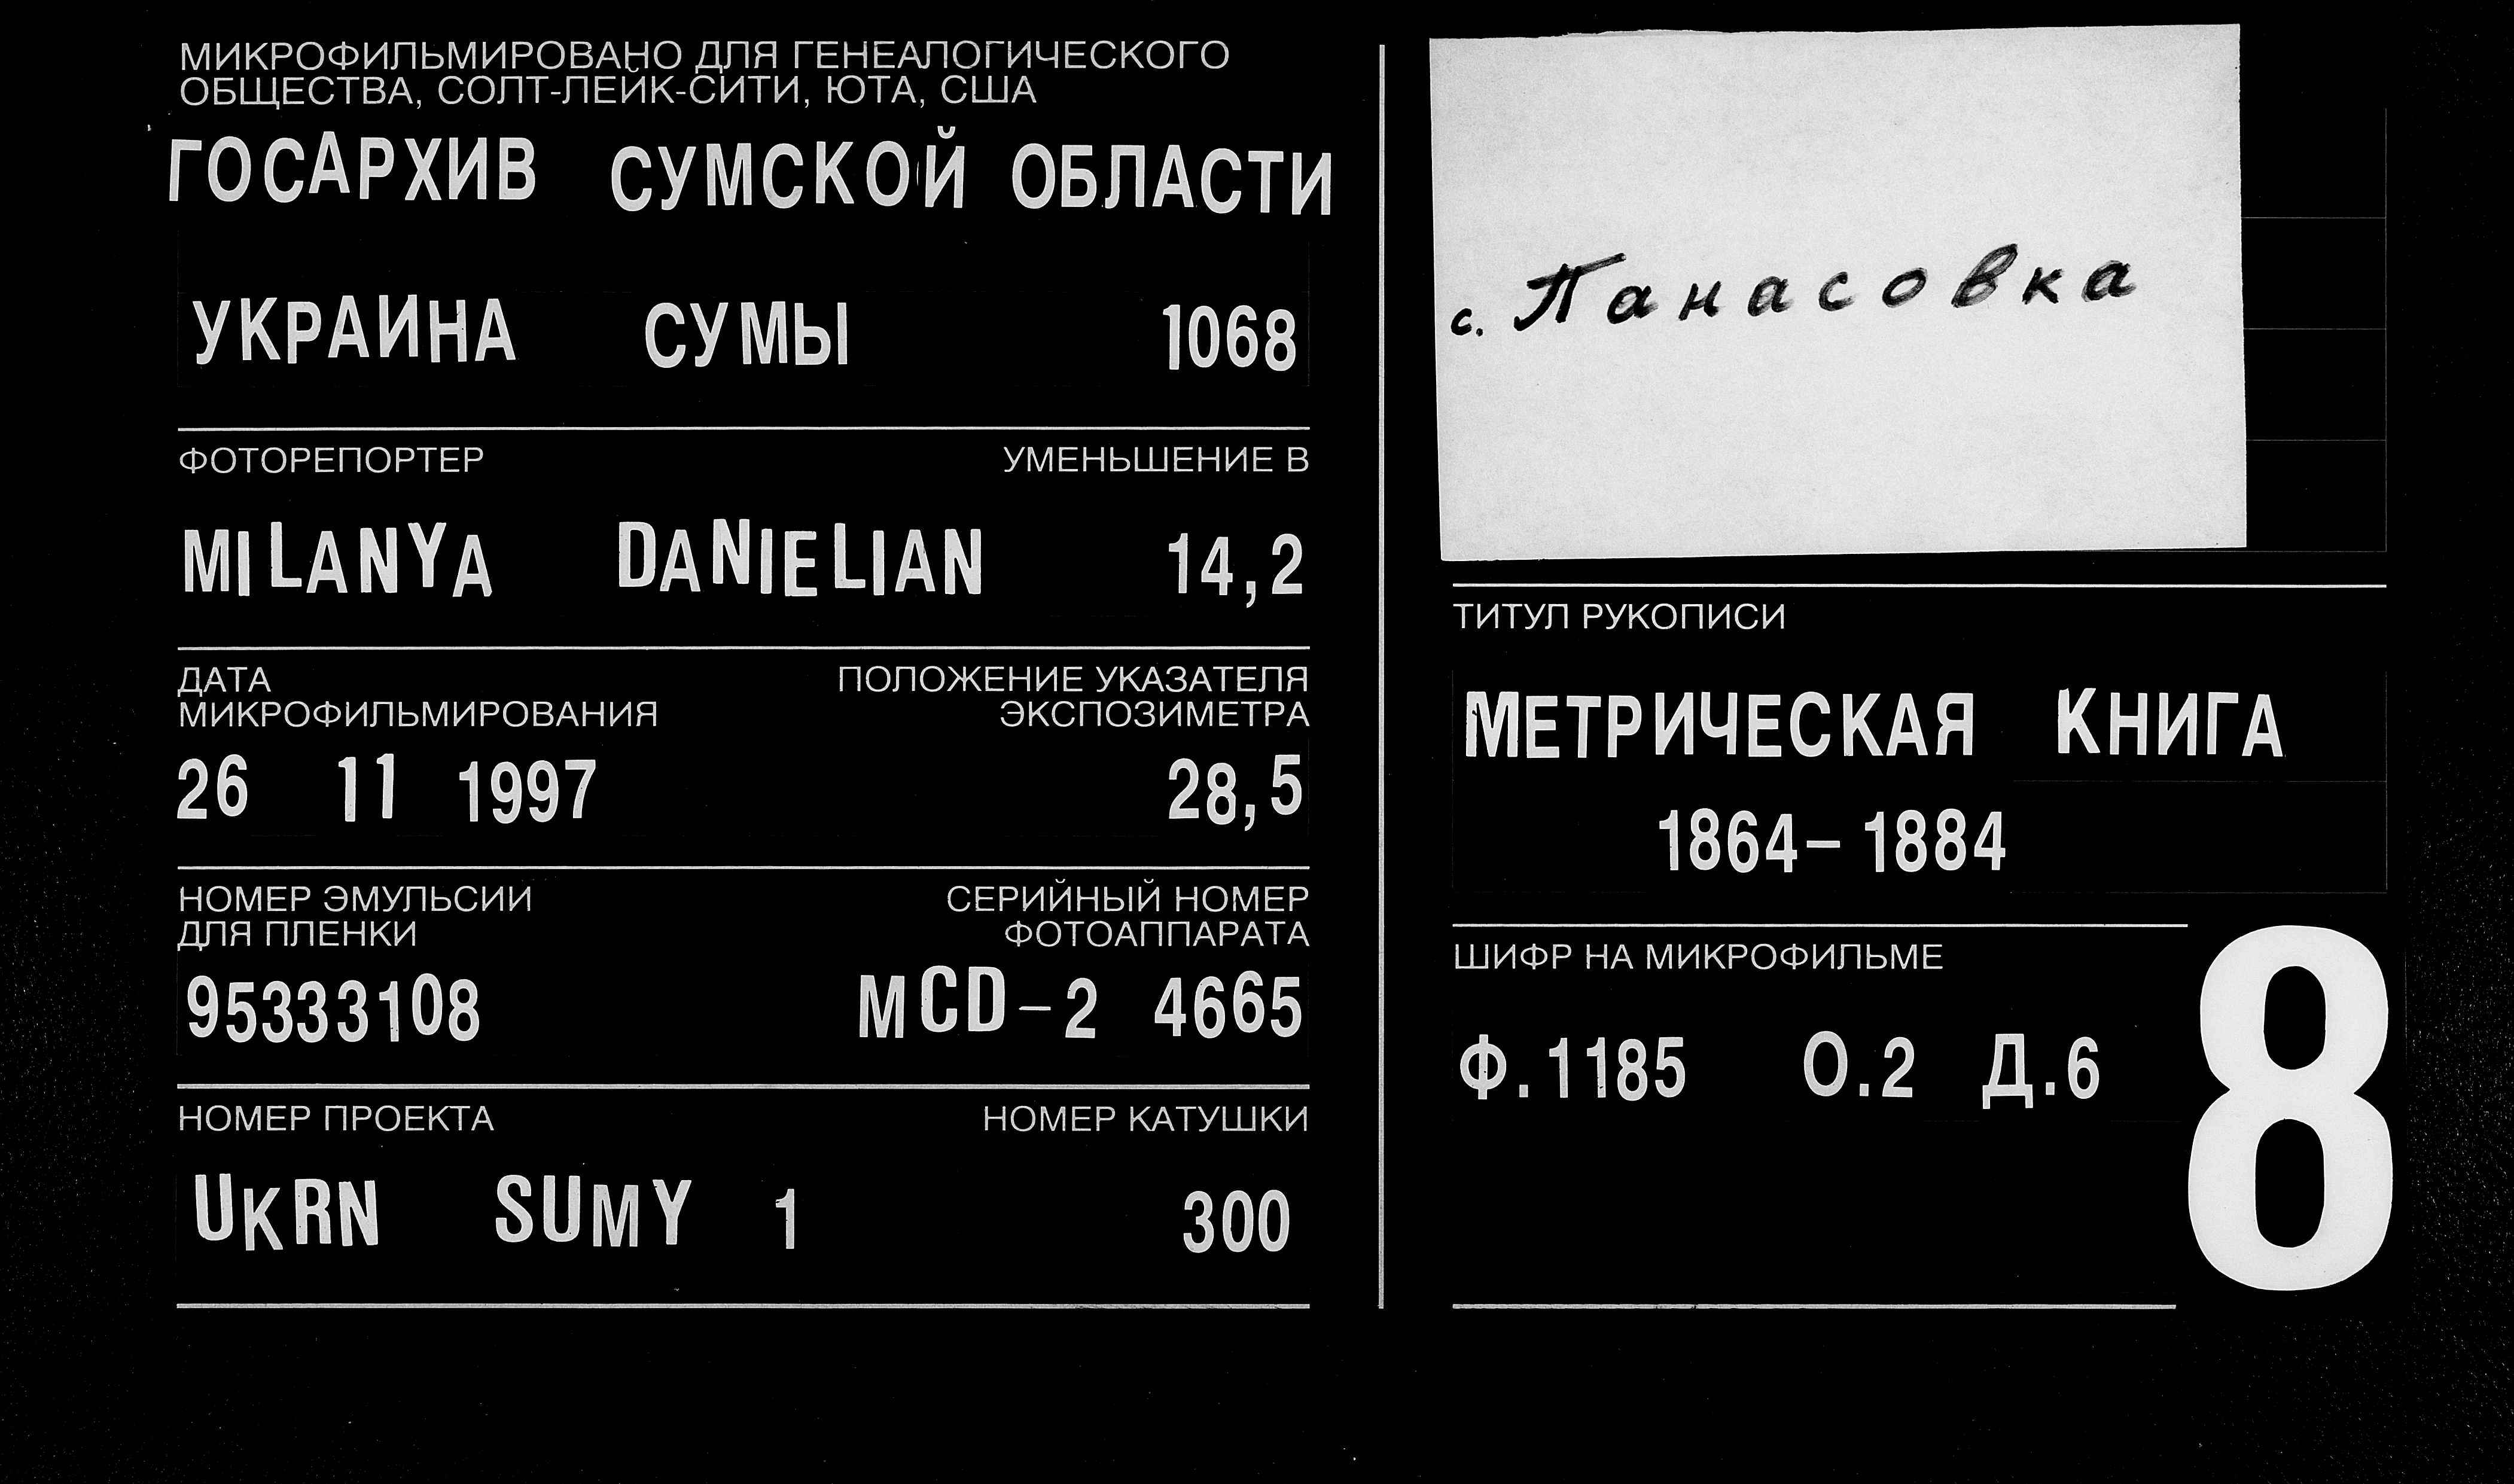 МИКРОФИЛЬМИРОВАНО ДЛЯ ГЕНЕАЛОГИЧЕСКОГО
ОБЩЕСТВА, СОЛТ-ЛЕЙК-СИТИ, ЮТА, США
ГОСАРХИВ СУМСКОЙ ОБЛАСТИ
УКРАИНА СУМЫ 1068
ФОТОРЕПОРТЕР УМЕНЬШЕНИЕ В
MILANYA DANIELIAN 14,2
ДАТА ПОЛОЖЕНИЕ УКАЗАТЕЛЯ
МИКРОФИЛЬМИРОВАНИЯ ЭКСПОЗИМЕТРА
26 11 1997 28,5
НОМЕР ЭМУЛЬСИИ СЕРИЙНЫЙ НОМЕР
ДЛЯ ПЛЕНКИ ФОТОАППАРАТА
95333108 MCD-2 4665
НОМЕР ПРОЕКТА НОМЕР КАТУШКИ
UKRN SUMY 1 300
с. Панасовка
ТИТУЛ РУКОПИСИ
МЕТРИЧЕСКАЯ КНИГА
1864-1884
ШИФР НА МИКРОФИЛЬМЕ
Ф.1185 О.2 Д.6
8